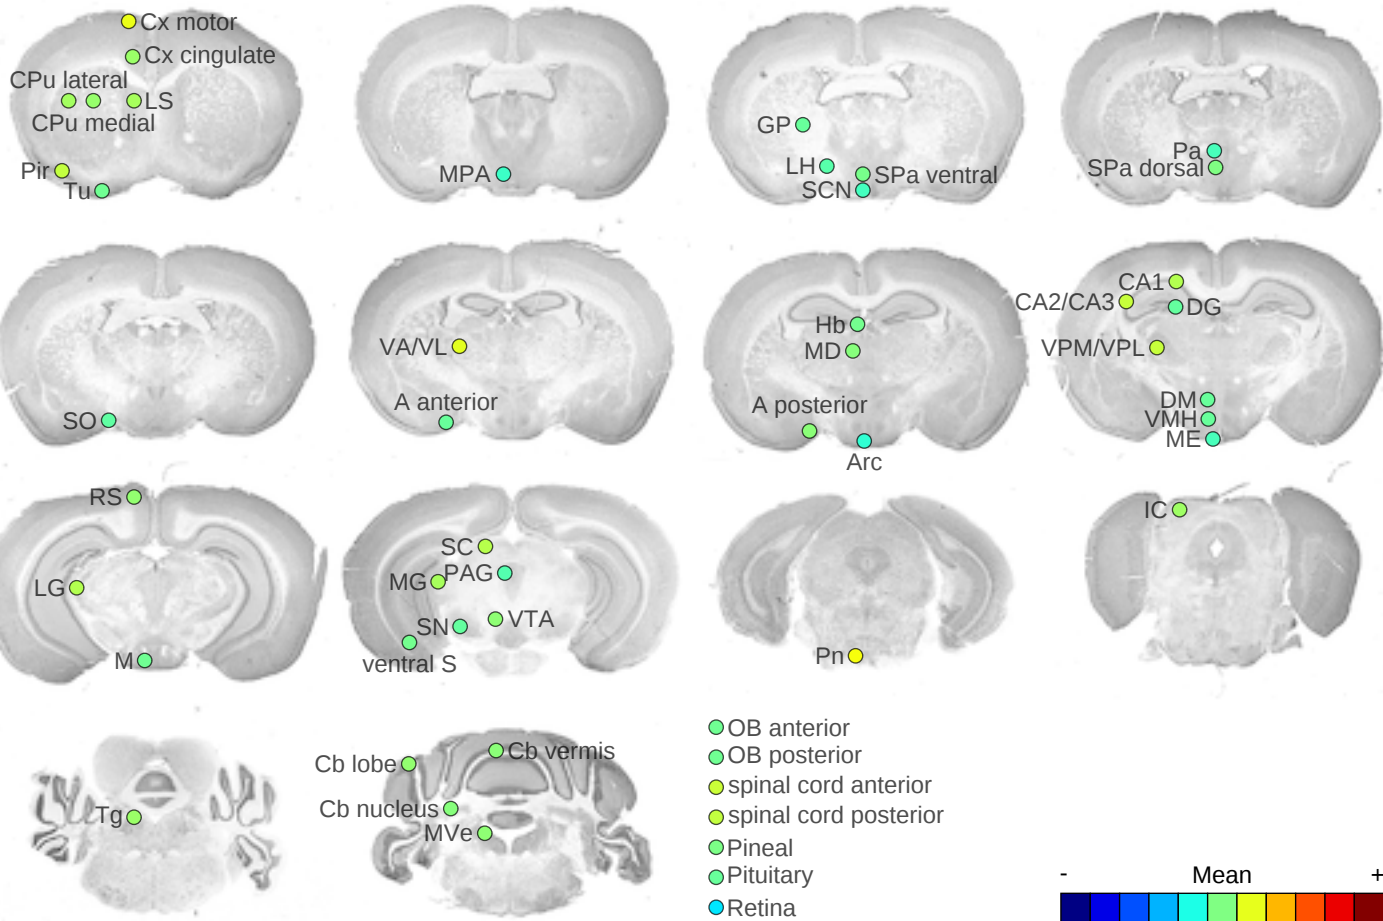 Cx motor
Cx cingulate
CPu lateral
LS
CPu medial
Pir
Tu
MPA
GP
LH
SPa ventral
SCN
Pa
SPa dorsal
SO
VA/VL
A anterior
Hb
MD
A posterior
Arc
CA1
CA2/CA3
DG
VPM/VPL
DM
VMH
ME
RS
LG
M
SC
PAG
MG
VTA
SN
ventral S
Pn
IC
Tg
Cb vermis
Cb lobe
Cb nucleus
MVe
OB anterior
OB posterior
spinal cord anterior
spinal cord posterior
Pineal
Pituitary
Retina
- Mean +